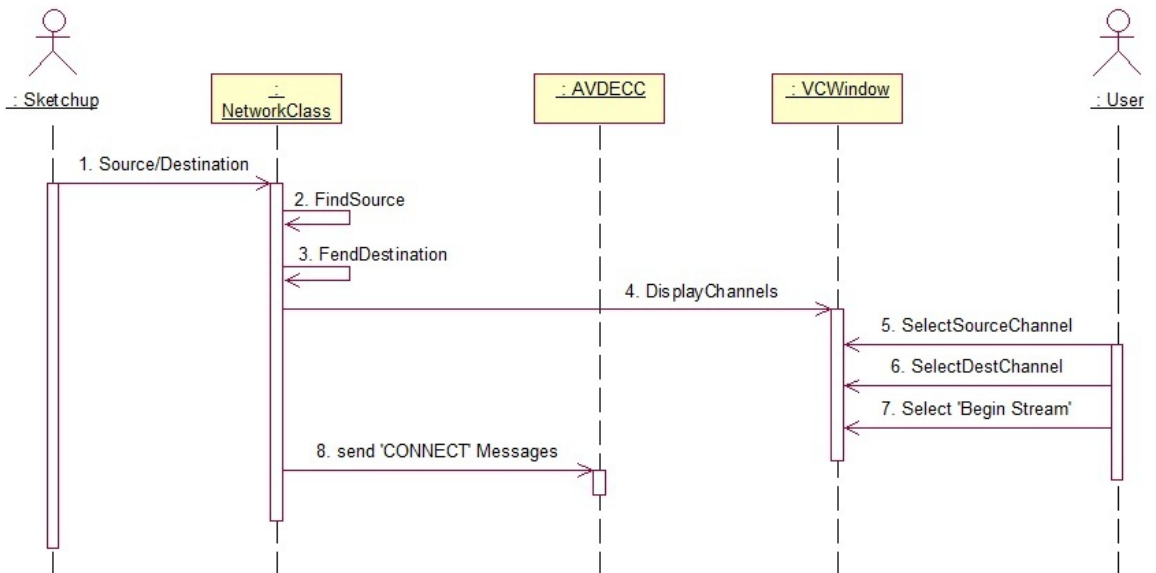 : Sketchup
:
NetworkClass
: AVDECC
: VCWindow
: User
1. Source/Destination
2. FindSource
3. FendDestination
4. DisplayChannels
5. SelectSourceChannel
6. SelectDestChannel
7. Select 'Begin Stream'
8. send 'CONNECT' Messages